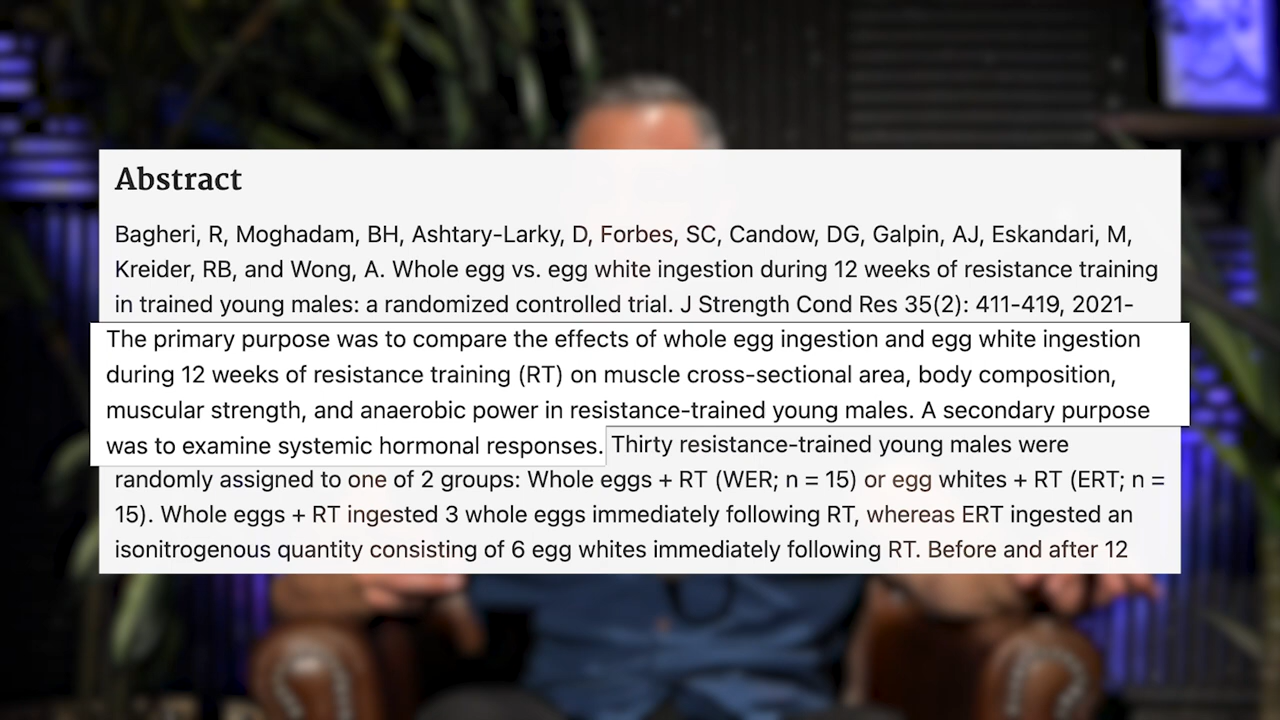 Abstract
Bagheri, R, Moghadam, BH, Ashtary-Larky, D, Forbes, SC, Candow, DG, Galpin, AJ, Eskandari, M,
Kreider, RB, and Wong, A. Whole egg vs. egg white ingestion during 12 weeks of resistance training
in trained young males: a randomized controlled trial. J Strength Cond Res 35(2): 411-419, 2021-
The primary purpose was to compare the effects of whole egg ingestion and egg white ingestion
during 12 weeks of resistance training (RT) on muscle cross-sectional area, body composition,
muscular strength, and anaerobic power in resistance-trained young males. A secondary purpose
was to examine systemic hormonal responses. Thirty resistance-trained young males were
randomly assigned to one of 2 groups: Whole eggs + RT (WER; n = 15) or egg whites + RT (ERT; n =
15). Whole eggs + RT ingested 3 whole eggs immediately following RT, whereas ERT ingested an
isonitrogenous quantity consisting of 6 egg whites immediately following RT. Before and after 12